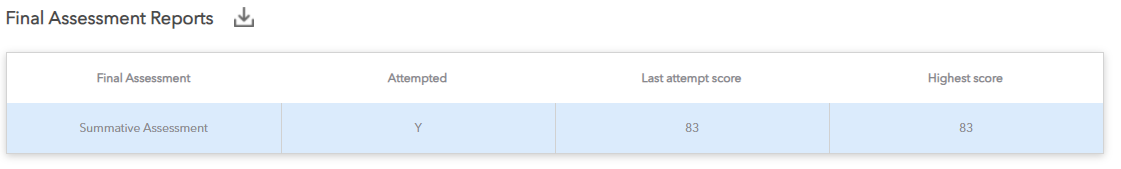 Final Assessment Reports
Final Assessment Attempted Last attempt score Highest score
Summative Assessment Y 83 83